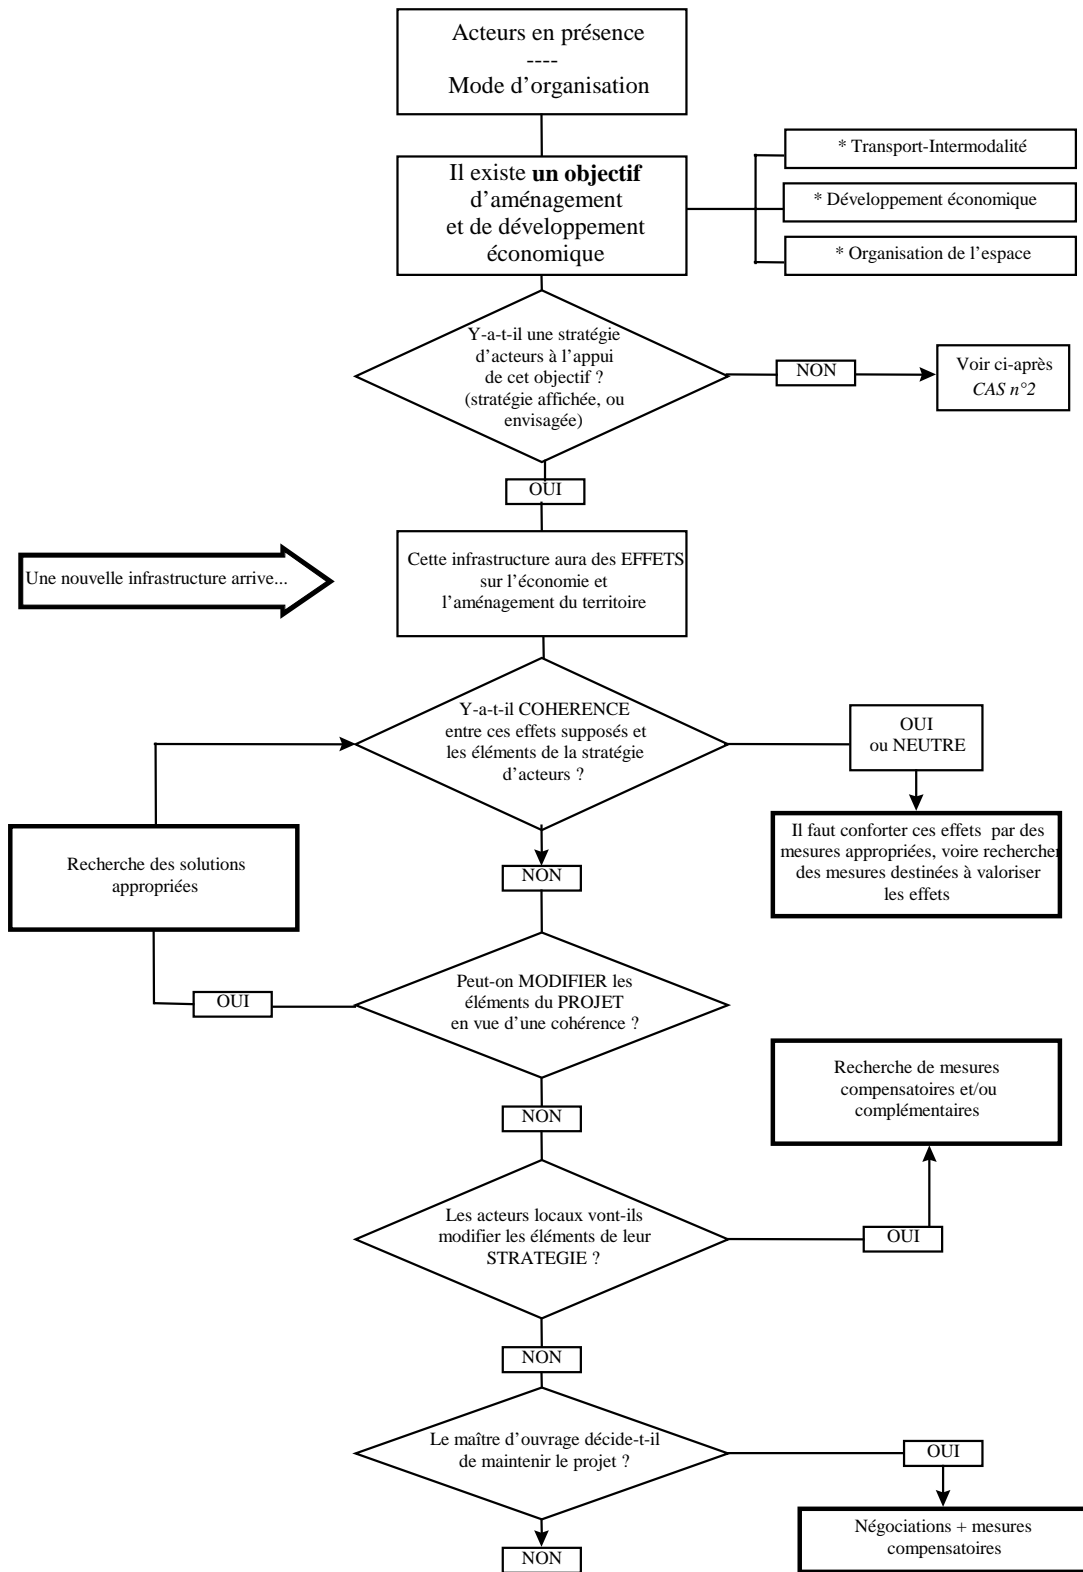 Acteurs en présence
----
Mode d'organisation
Il existe un objectif
d'aménagement
et de développement
économique
* Transport-Intermodalité
* Développement économique
* Organisation de l'espace
Y-a-t-il une stratégie
d'acteurs à l'appui
de cet objectif ?
(stratégie affichée, ou
envisagée)
NON
Voir ci-après
CAS n°2
OUI
Une nouvelle infrastructure arrive...
Cette infrastructure aura des EFFETS
sur l'économie et
l'aménagement du territoire
Y-a-t-il COHERENCE
entre ces effets supposés et
les éléments de la stratégie
d'acteurs ?
OUI
ou NEUTRE
Il faut conforter ces effets par des
mesures appropriées, voire rechercher
des mesures destinées à valoriser
les effets
Recherche des solutions
appropriées
NON
Peut-on MODIFIER les
éléments du PROJET
en vue d'une cohérence ?
OUI
Recherche de mesures
compensatoires et/ou
complémentaires
NON
Les acteurs locaux vont-ils
modifier les éléments de leur
STRATEGIE ?
OUI
NON
Le maître d'ouvrage décide-t-il
de maintenir le projet ?
OUI
Négociations + mesures
compensatoires
NON